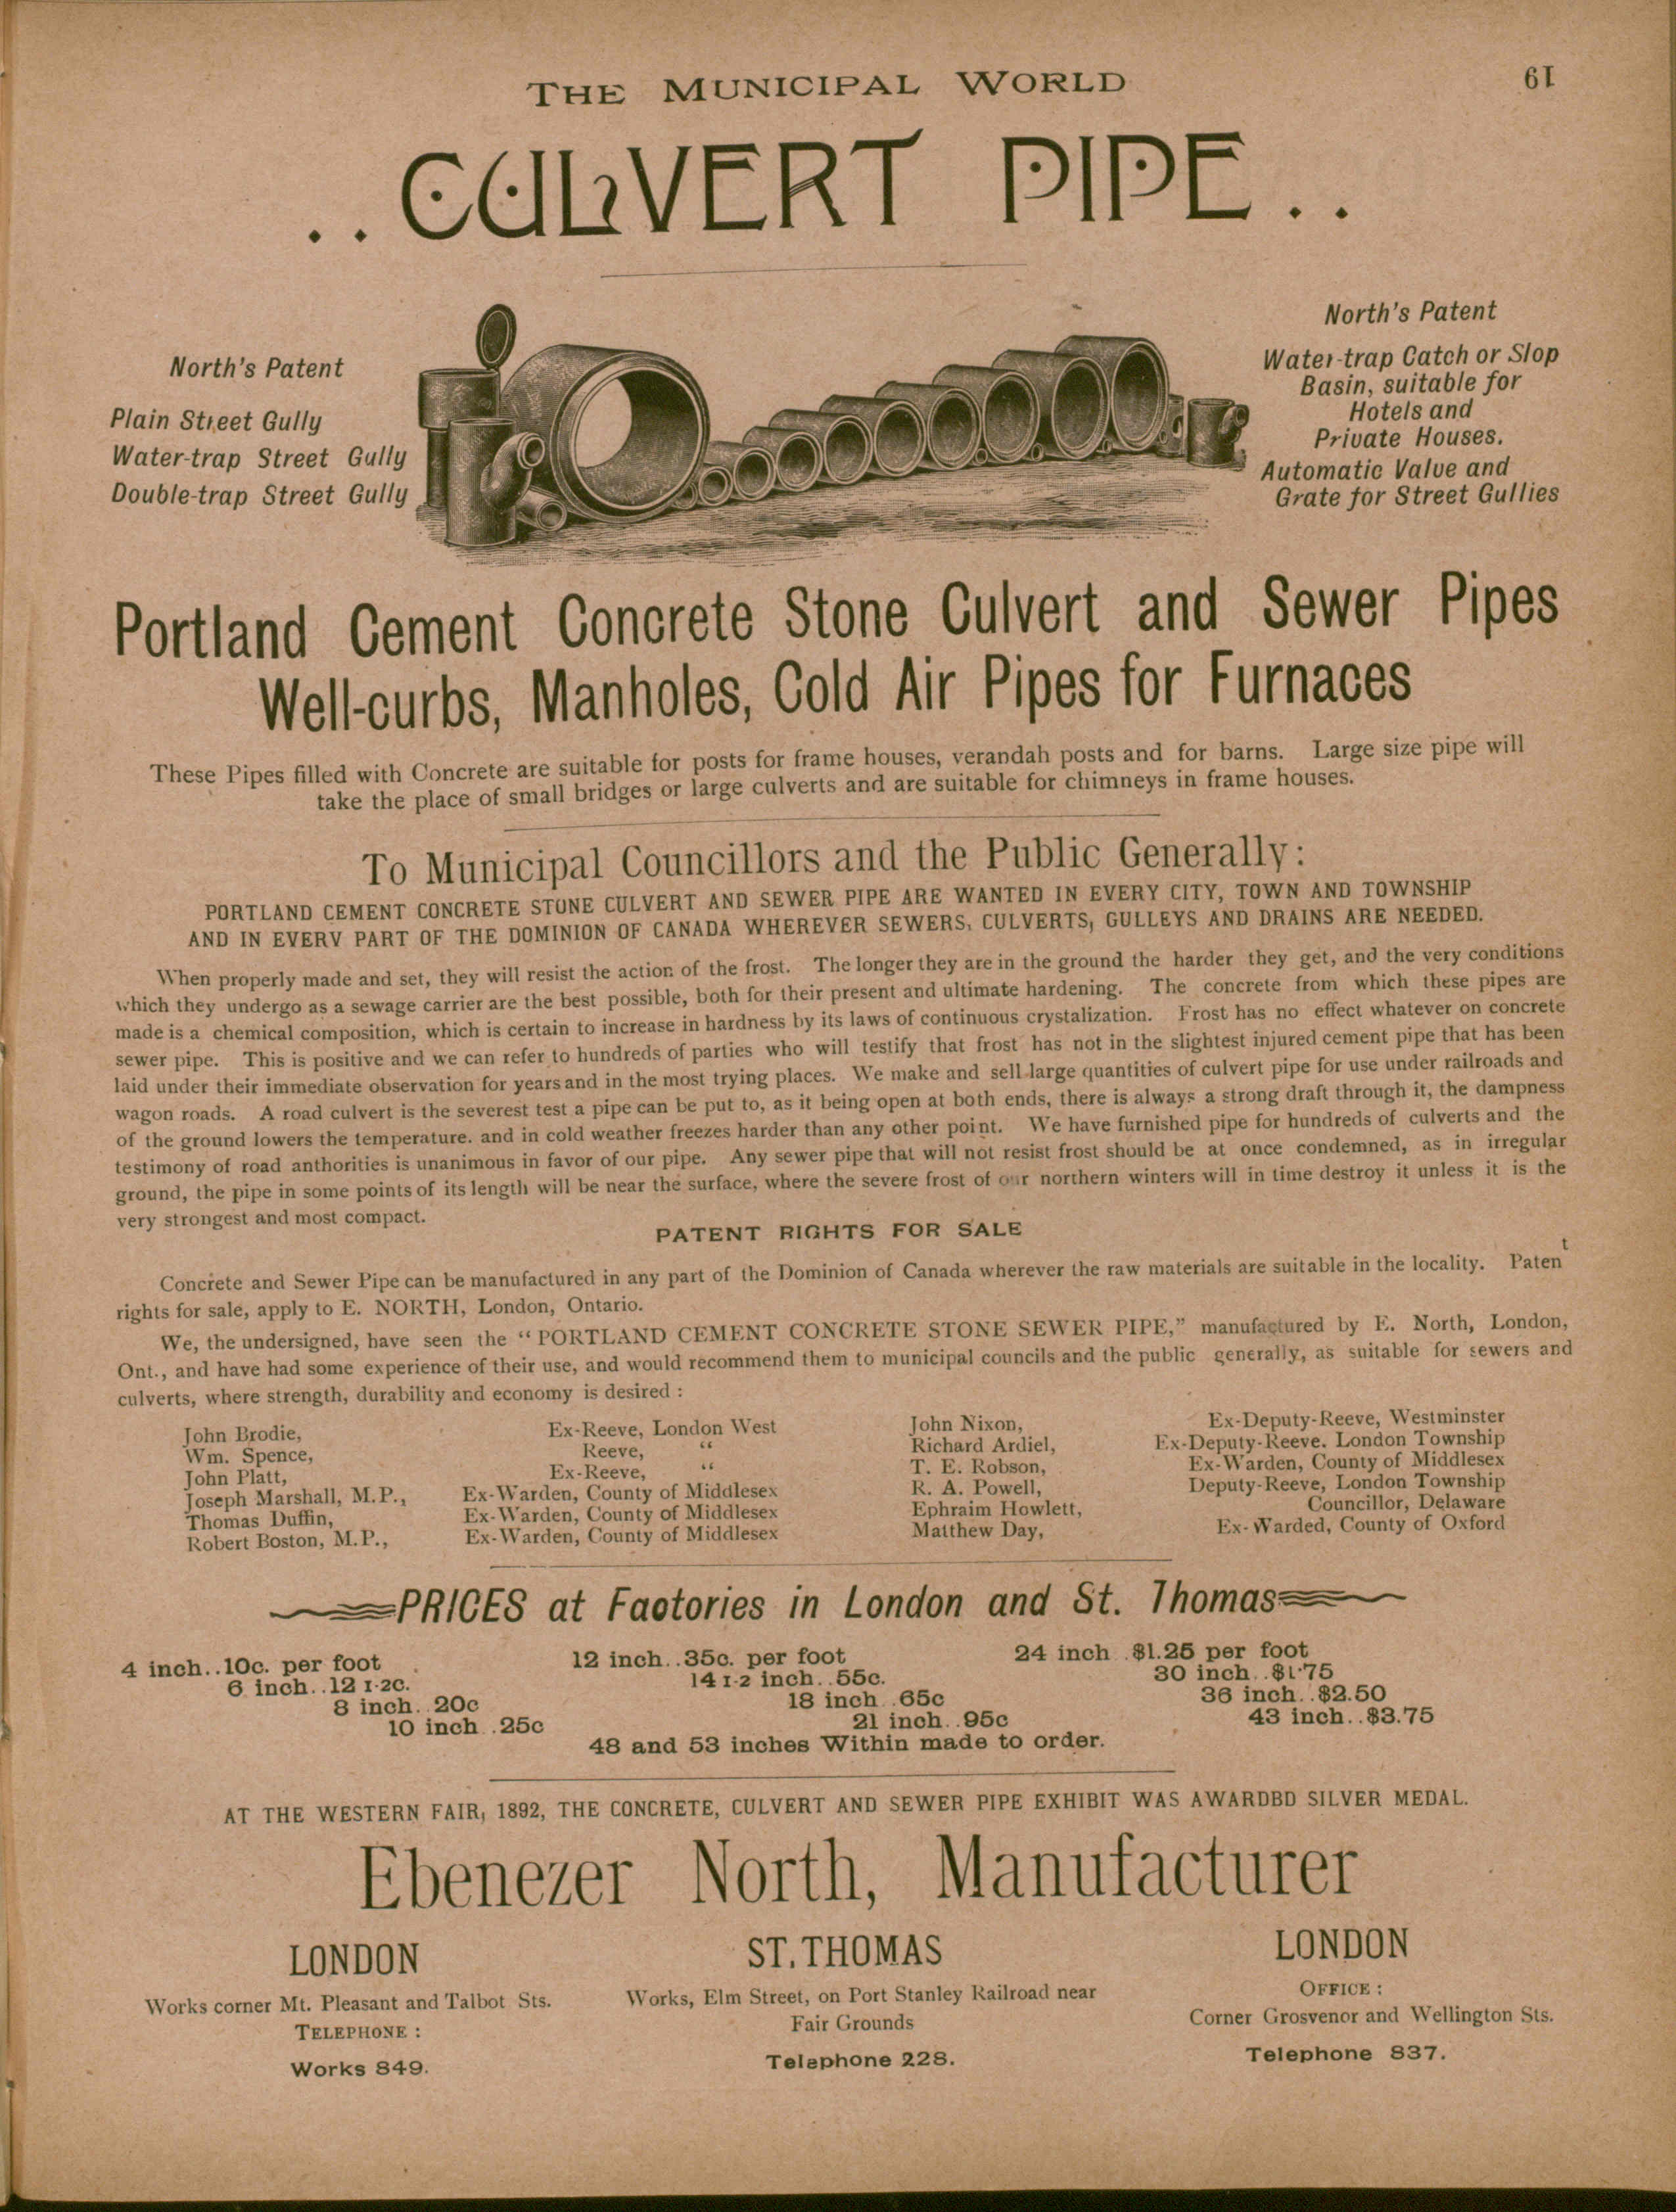 THE MUNICIPAL WORLD
61
..CULVERT PIPE..
North's Patent
Plain Street Gully
Water-trap Street Gully
Double-trap Street Gully
North's Patent
Water-trap Catch or Slop
Basin, suitable for
Hotels and
Private Houses.
Automatic Valve and
Grate for Street Gullies
Portland Cement Concrete Stone Culvert and Sewer Pipes
Well-curbs, Manholes, Cold Air Pipes for Furnaces
These Pipes filled with Concrete are suitable for posts for frame houses, verandah posts and for barns. Large size pipe will
take the place of small bridges or large culverts and are suitable for chimneys in frame houses.
To Municipal Councillors and the Public Generally:
PORTLAND CEMENT CONCRETE STONE CULVERT AND SEWER PIPE ARE WANTED IN EVERY CITY, TOWN AND TOWNSHIP
AND IN EVERV PART OF THE DOMINION OF CANADA WHEREVER SEWERS, CULVERTS, GULLEYS AND DRAINS ARE NEEDED.
When properly made and set, they will resist the action of the frost. The longer they are in the ground the harder they get, and the very conditions
which they undergo as a sewage carrier are the best possible, both for their present and ultimate hardening. The concrete from which these pipes are
made is a chemical composition, which is certain to increase in hardness by its laws of continuous crystalization. Frost has no effect whatever on concrete
sewer pipe. This is positive and we can refer to hundreds of parties who will testify that frost has not in the slightest injured cement pipe that has been
laid under their immediate observation for years and in the most trying places. We make and sell large quantities of culvert pipe for use under railroads and
wagon roads. A road culvert is the severest test a pipe can be put to, as it being open at both ends, there is always a strong draft through it, the dampness
of the ground lowers the temperature. and in cold weather freezes harder than any other point. We have furnished pipe for hundreds of culverts and the
testimony of road anthorities is unanimous in favor of our pipe. Any sewer pipe that will not resist frost should be at once condemned, as in irregular
ground, the pipe in some points of its length will be near the surface, where the severe frost of our northern winters will in time destroy it unless it is the
very strongest and most compact.
PATENT RIGHTS FOR SALE
Concrete and Sewer Pipe can be manufactured in any part of the Dominion of Canada wherever the raw materials are suitable in the locality. Patent
rights for sale, apply to E. NORTH, London, Ontario.
We, the undersigned, have seen the "PORTLAND CEMENT CONCRETE STONE SEWER PIPE," manufactured by E. North, London,
Ont., and have had some experience of their use, and would recommend them to municipal councils and the public generally, as suitable for sewers and
culverts, where strength, durability and economy is desired :
John Brodie, Ex-Reeve, London West
Wm. Spence, Reeve, "
John Platt, Ex-Reeve, "
Joseph Marshall, M.P., Ex-Warden, County of Middlesex
Thomas Duffin, Ex-Warden, County of Middlesex
Robert Boston, M.P., Ex-Warden, County of Middlesex
John Nixon, Ex-Deputy-Reeve, Westminster
Richard Ardiel, Ex-Deputy-Reeve. London Township
T. E. Robson, Ex-Warden, County of Middlesex
R. A. Powell, Deputy-Reeve, London Township
Ephraim Howlett, Councillor, Delaware
Matthew Day, Ex-Warded, County of Oxford
PRICES at Factories in London and St. Thomas
4 inch..10c. per foot
6 inch..12 1-2c.
8 inch..20c
10 inch..25c
12 inch..35c. per foot
14 1-2 inch..55c.
18 inch..65c
21 inch..95c
24 inch..$1.25 per foot
30 inch..$1.75
36 inch..$2.50
43 inch..$3.75
48 and 53 inches Within made to order.
AT THE WESTERN FAIR, 1892, THE CONCRETE, CULVERT AND SEWER PIPE EXHIBIT WAS AWARDBD SILVER MEDAL.
Ebenezer North, Manufacturer
LONDON
Works corner Mt. Pleasant and Talbot Sts.
TELEPHONE :
Works 849.
ST. THOMAS
Works, Elm Street, on Port Stanley Railroad near
Fair Grounds
Telephone 228.
LONDON
OFFICE :
Corner Grosvenor and Wellington Sts.
Telephone 837.